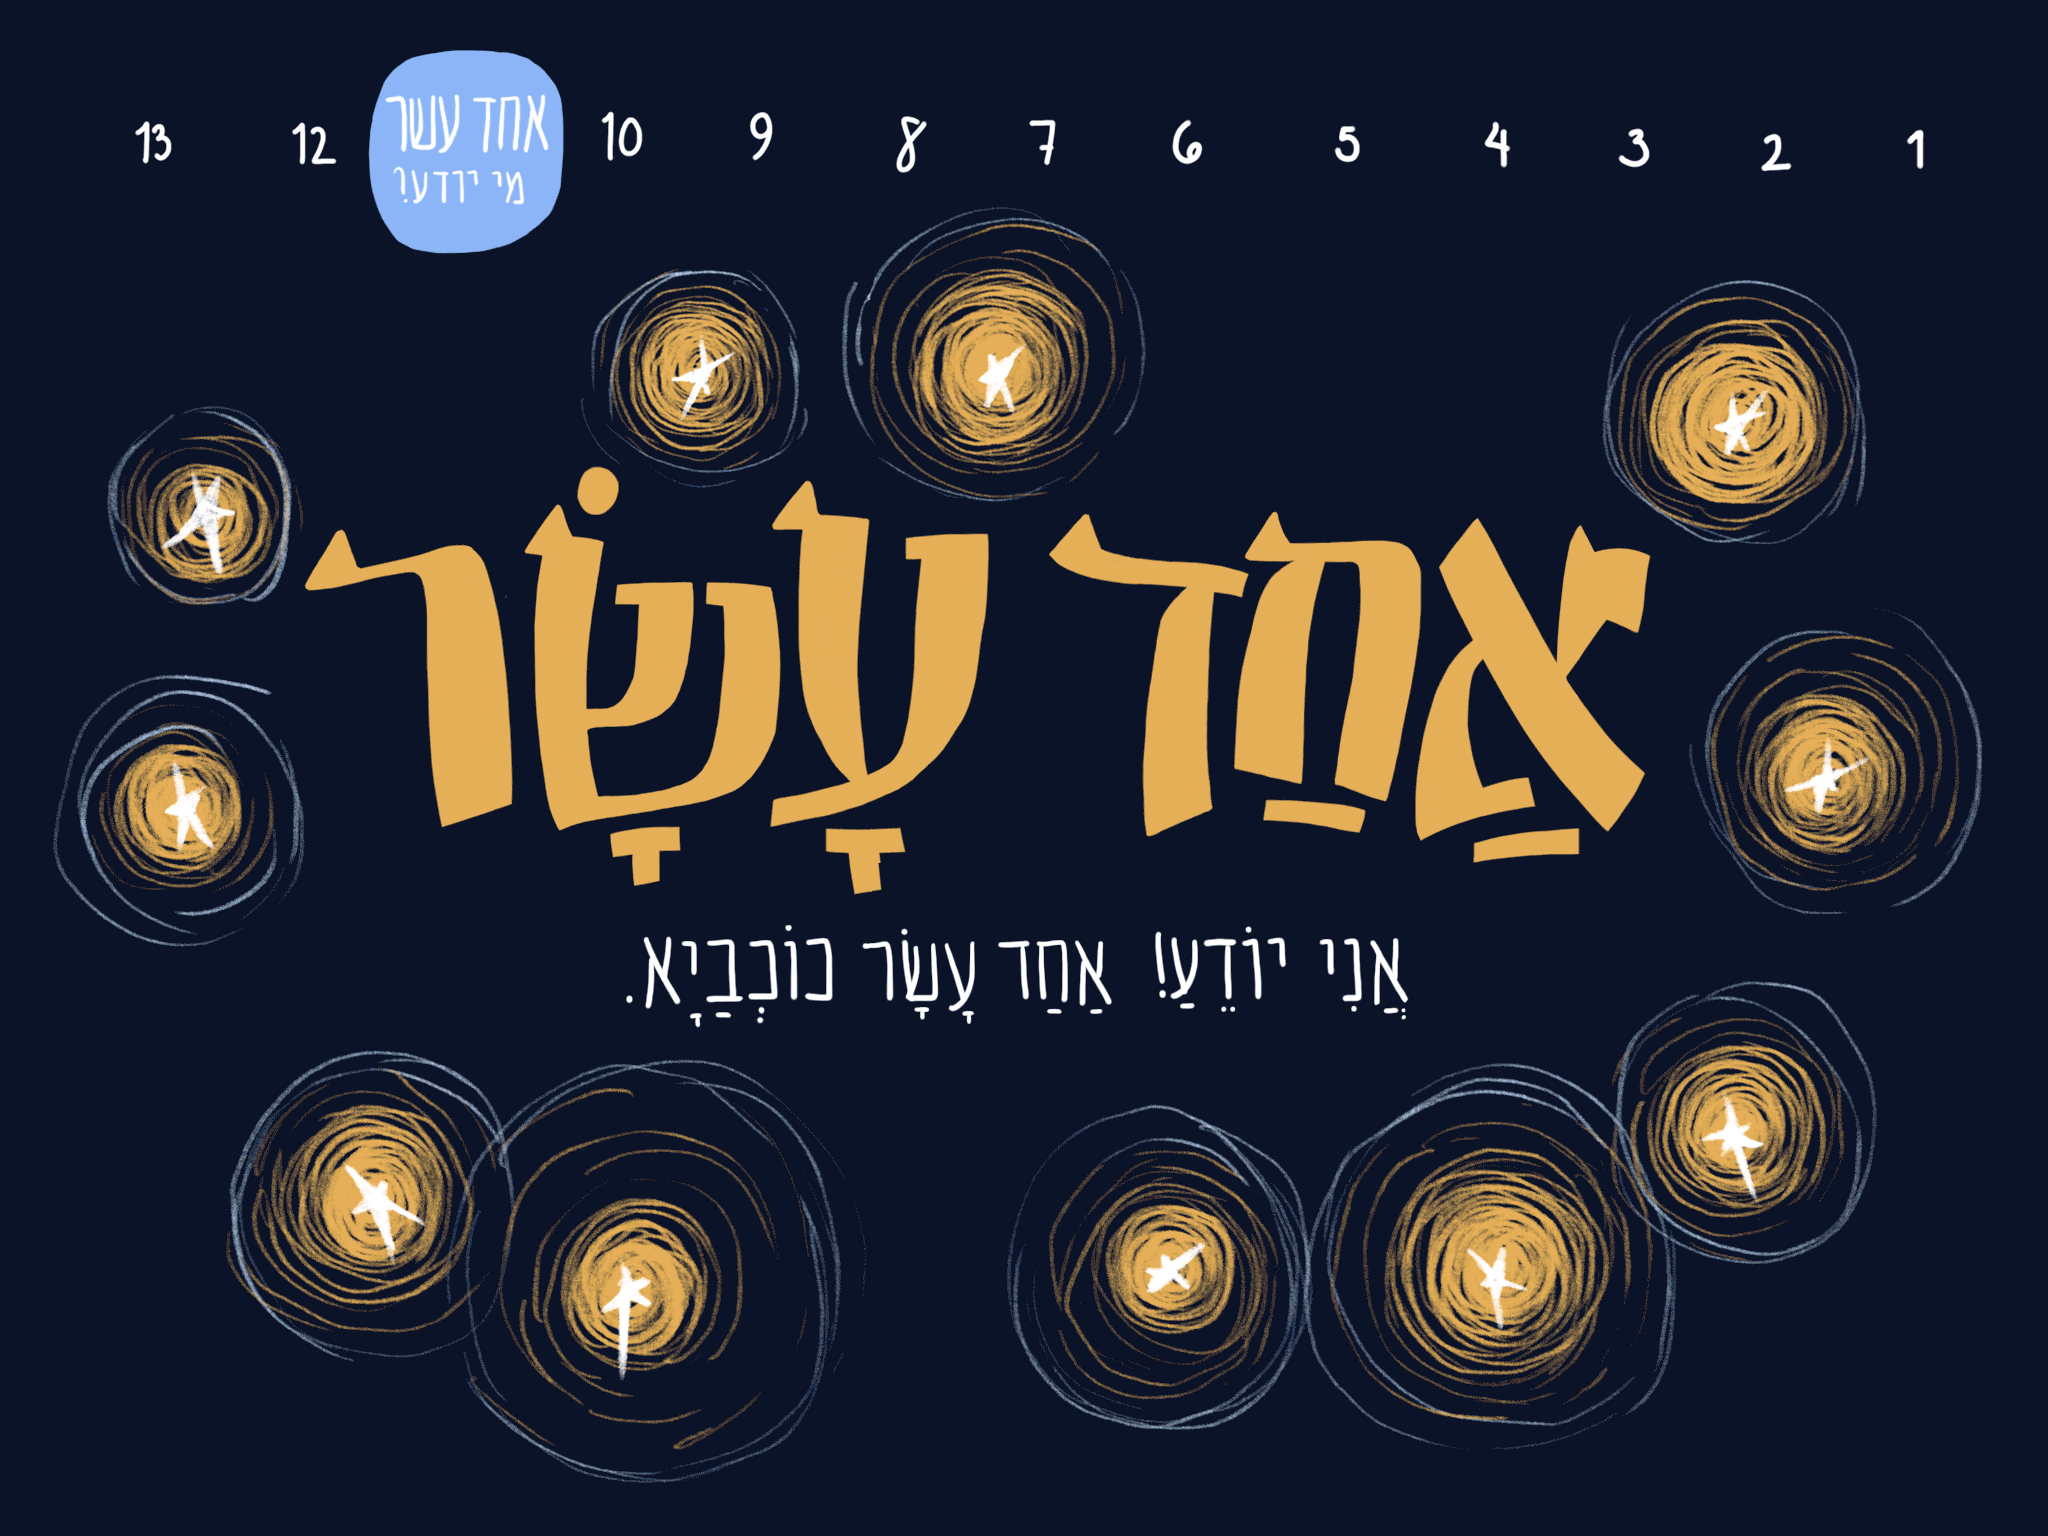 1 2 3 4 5 6 7 8 9 10 אחד עשר 12 13
מי יודע?
אַחַד עָשָׂר
אֲנִי יוֹדֵעַ! אַחַד עָשָׂר כּוֹכְבַיָּא.